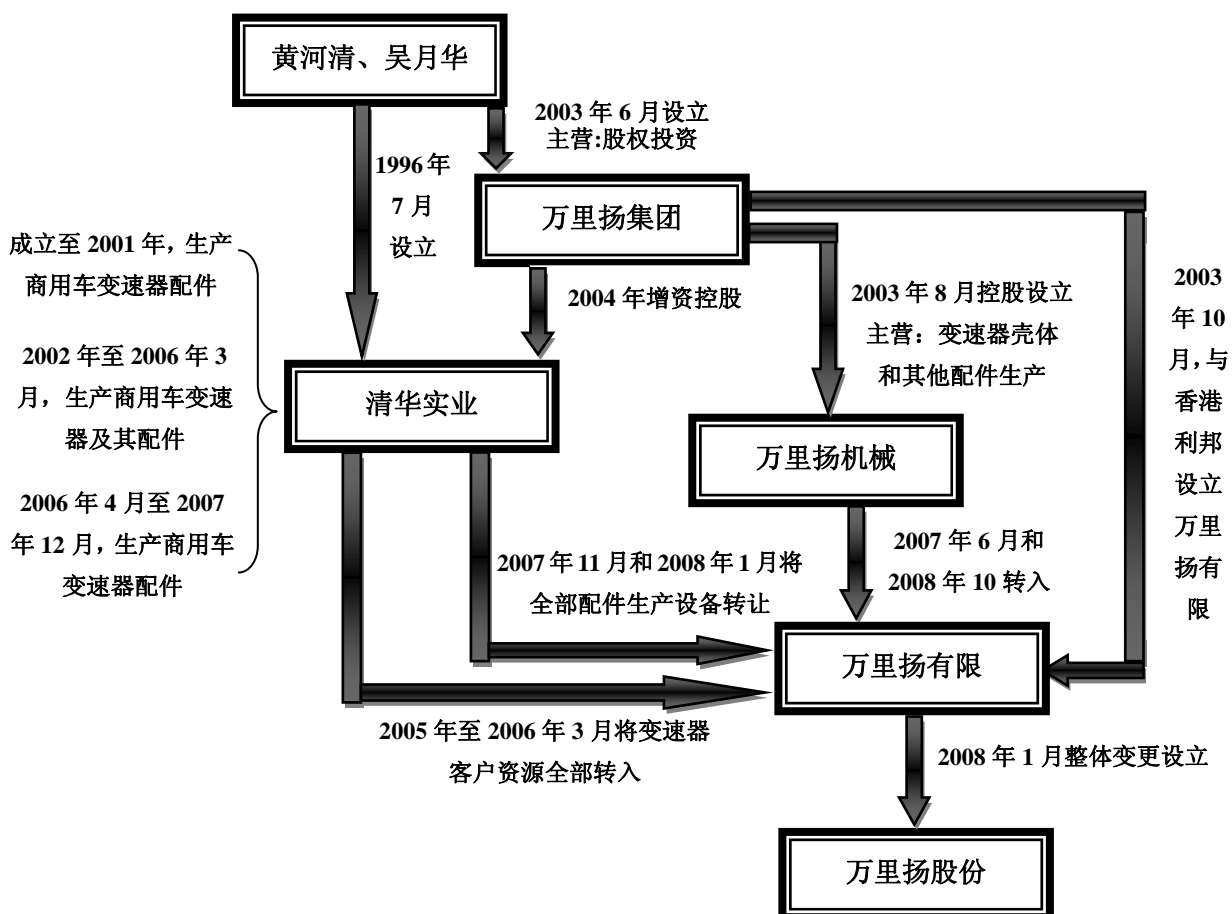 黄河清、吴月华
2003 年 6 月设立
主营:股权投资
1996 年
7 月
设立
万里扬集团
成立至 2001 年，生产
商用车变速器配件
2002 年至 2006 年 3
月，生产商用车变速
器及其配件
2006 年 4 月至 2007
年 12 月，生产商用车
变速器配件
2004 年增资控股
2003 年 8 月控股设立
主营：变速器壳体
和其他配件生产
2003
年 10
月，与
香港
利邦
设立
万里
扬有
限
清华实业
万里扬机械
2007 年 11 月和 2008 年 1 月将
全部配件生产设备转让
2007 年 6 月和
2008 年 10 转入
万里扬有限
2005 年至 2006 年 3 月将变速器
客户资源全部转入
2008 年 1 月整体变更设立
万里扬股份